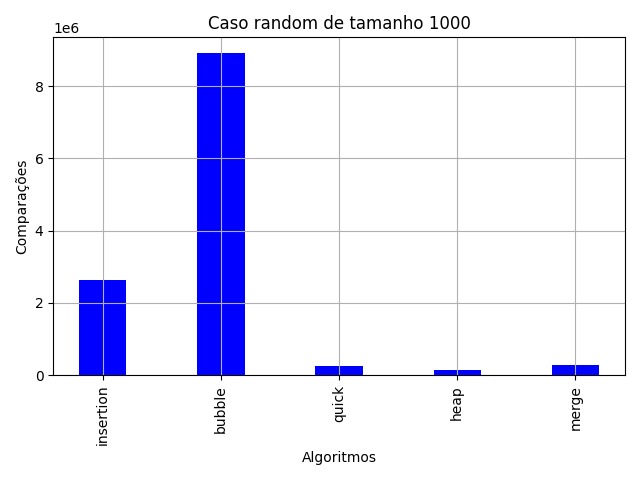 Caso random de tamanho 1000
1e6
8
6
4
2
0
Comparações
insertion
bubble
quick
heap
merge
Algoritmos